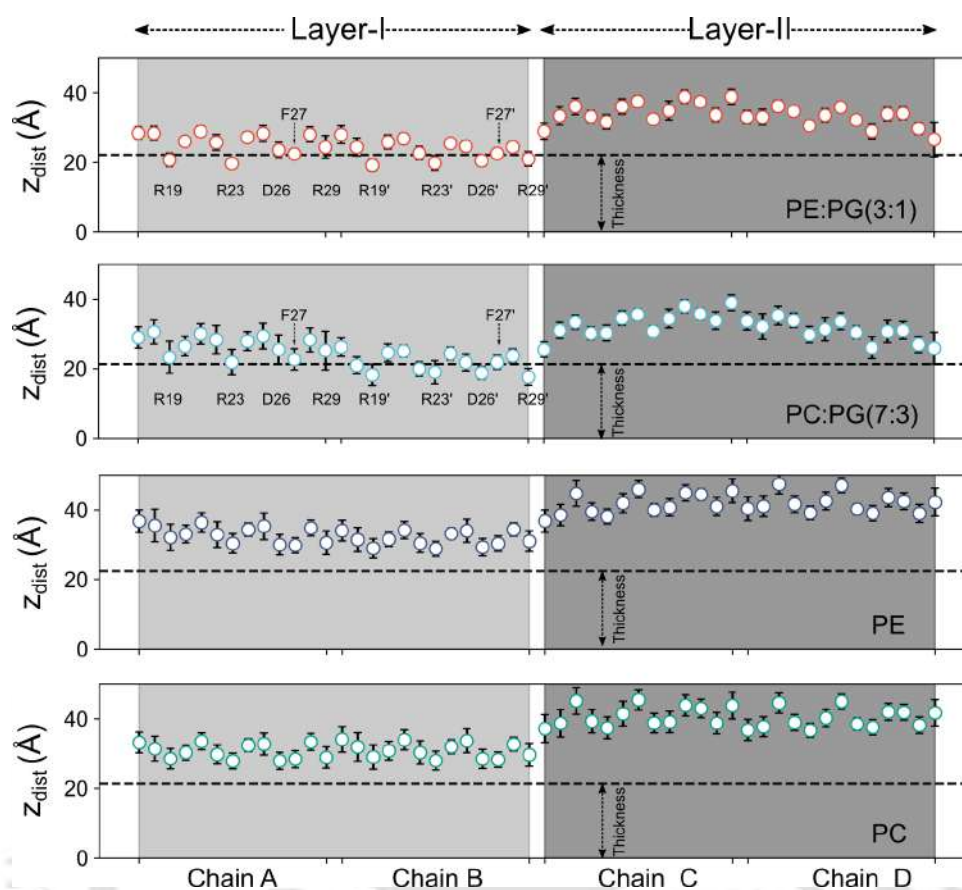 Layer-I Layer-II
40
20
0
Z_dist (Å)
F27 F27'
R19 R23 D26 R29 R19' R23' D26' R29'
Thickness
PE:PG(3:1)
40
20
0
Z_dist (Å)
F27 F27'
R19 R23 D26 R29 R19' R23' D26' R29'
Thickness
PC:PG(7:3)
40
20
0
Z_dist (Å)
Thickness
PE
40
20
0
Z_dist (Å)
Thickness
PC
Chain A Chain B Chain C Chain D